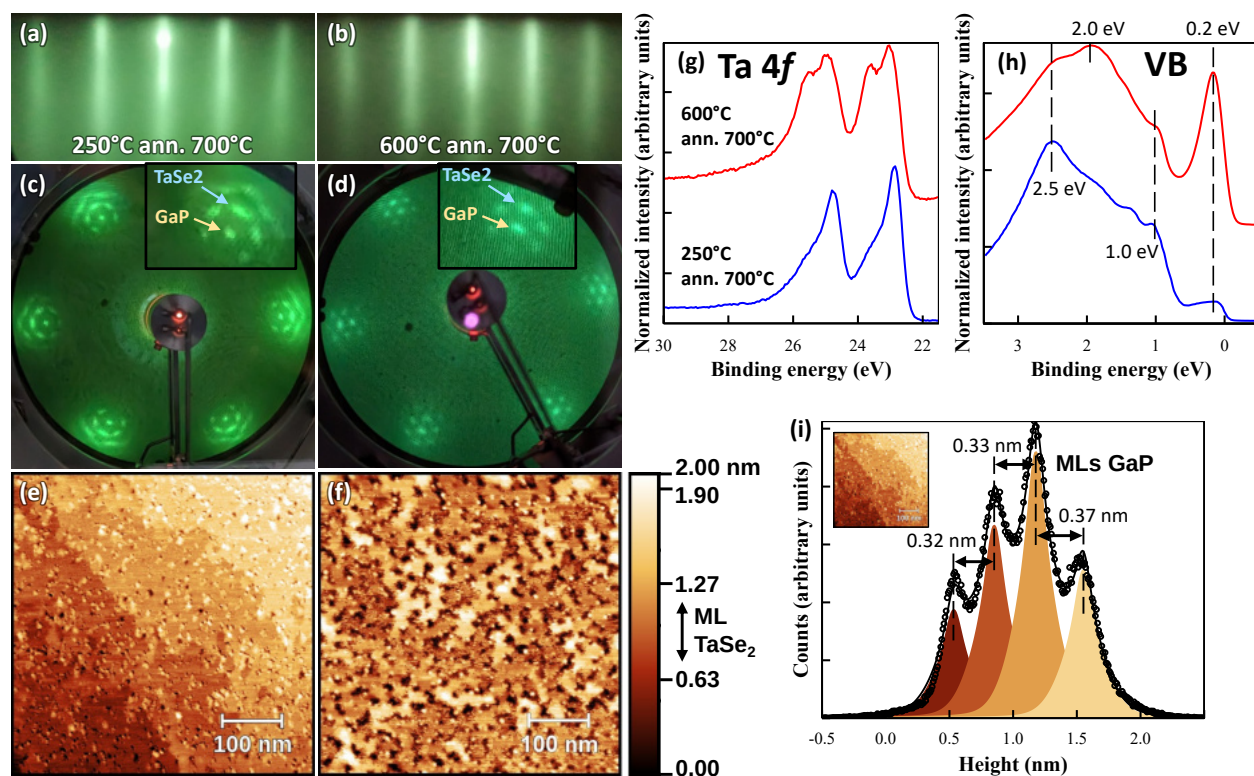 (a)
250°C ann. 700°C
(b)
600°C ann. 700°C
(c)
TaSe2
GaP
(d)
TaSe2
GaP
(e)
100 nm
(f)
100 nm
2.00 nm
1.90
1.27
ML
TaSe₂
0.63
0.00
(g) Ta 4f
600°C
ann. 700°C
250°C
ann. 700°C
Normalized intensity (arbitrary units)
30 28 26 24 22
Binding energy (eV)
(h) VB
2.0 eV
0.2 eV
2.5 eV
1.0 eV
Normalized intensity (arbitrary units)
3 2 1 0
Binding energy (eV)
(i)
100 nm
MLs GaP
0.33 nm
0.37 nm
0.32 nm
Counts (arbitrary units)
-0.5 0.0 0.5 1.0 1.5 2.0
Height (nm)